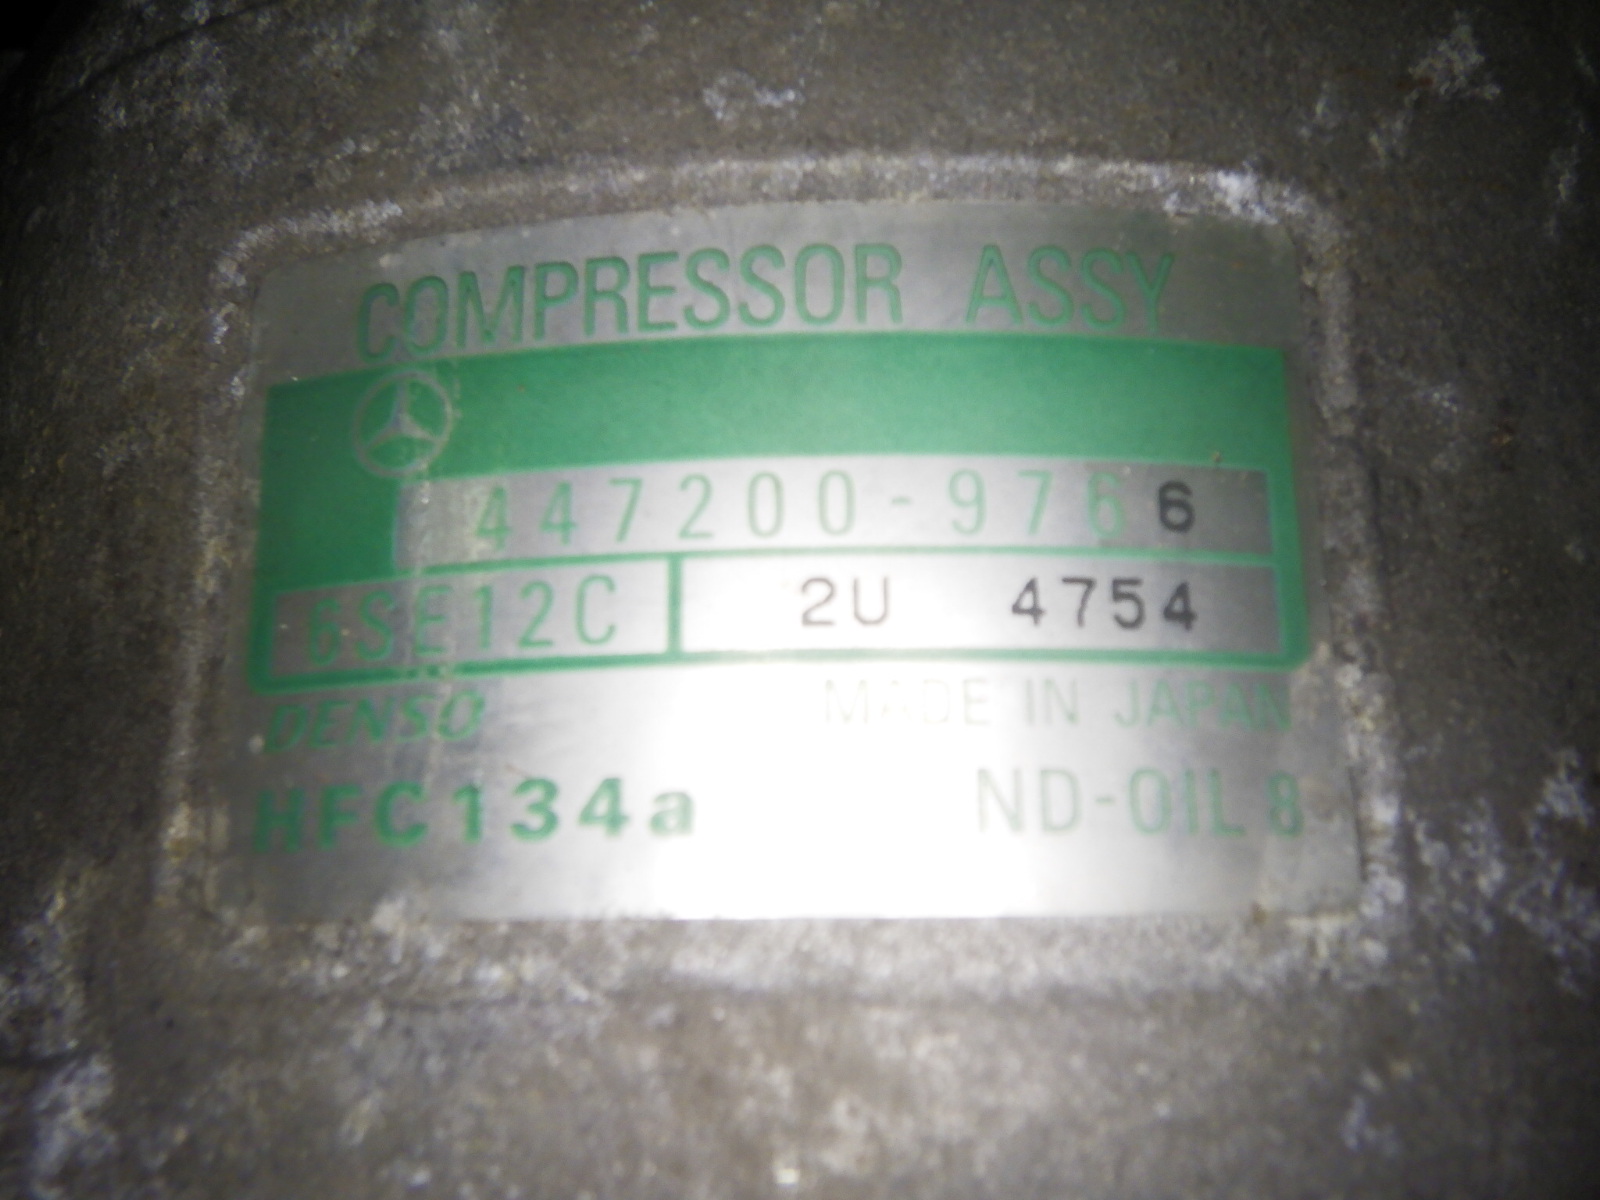 COMPRESSOR ASSY
447200-9766
6SE12C 2U 4754
DENSO MADE IN JAPAN
HFC134a ND-OIL 8